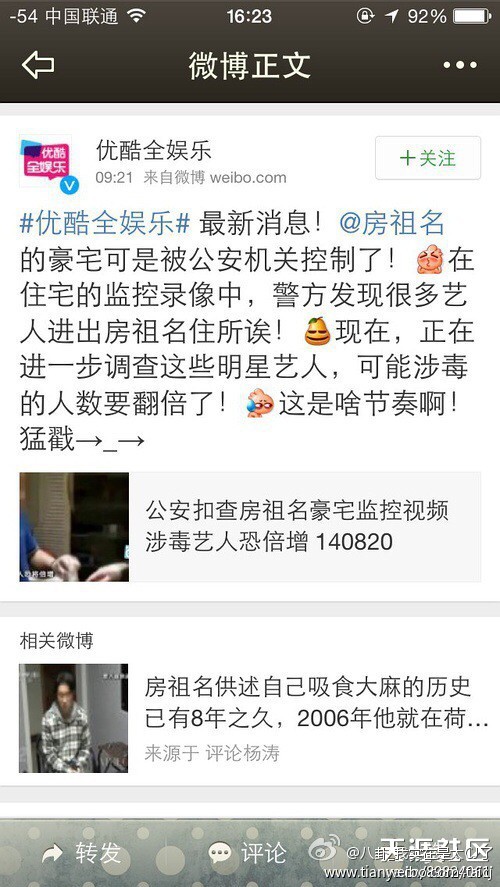 -54 中国联通 16:23 92%
微博正文
优酷全娱乐
优酷
全娱乐
V
09:21 来自微博 weibo.com
+关注
#优酷全娱乐# 最新消息！@房祖名
的豪宅可是被公安机关控制了！在
住宅的监控录像中，警方发现很多艺
人进出房祖名住所诶！现在，正在
进一步调查这些明星艺人，可能涉毒
的人数要翻倍了！这是啥节奏啊！
猛戳→_→
公安扣查房祖名豪宅监控视频
涉毒艺人恐倍增 140820
相关微博
房祖名供述自己吸食大麻的历史
已有8年之久，2006年他就在荷...
来源于 评论杨涛
转发
评论
天涯社区